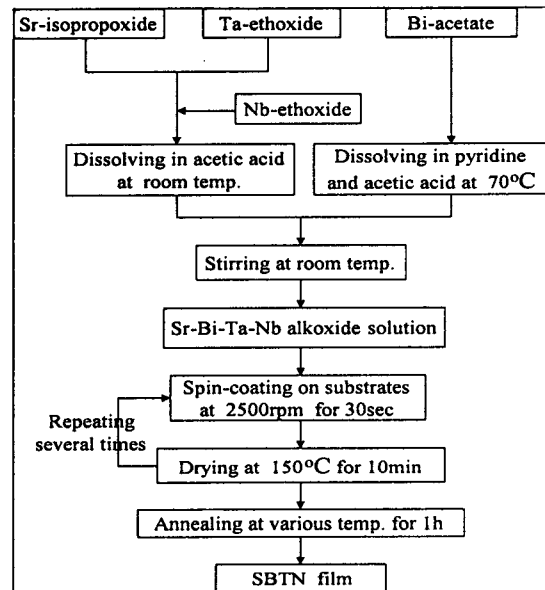 Sr-isopropoxide
Ta-ethoxide
Bi-acetate
Nb-ethoxide
Dissolving in acetic acid
at room temp.
Dissolving in pyridine
and acetic acid at 70°C
Stirring at room temp.
Sr-Bi-Ta-Nb alkoxide solution
Spin-coating on substrates
at 2500rpm for 30sec
Repeating
several times
Drying at 150°C for 10min
Annealing at various temp. for 1h
SBTN film